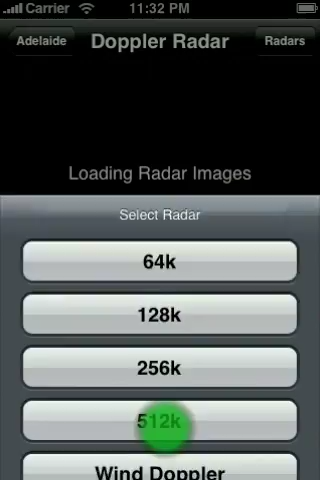 Carrier 11:32 PM
Adelaide Doppler Radar Radars
Loading Radar Images
Select Radar
64k
128k
256k
512k
Wind Doppler